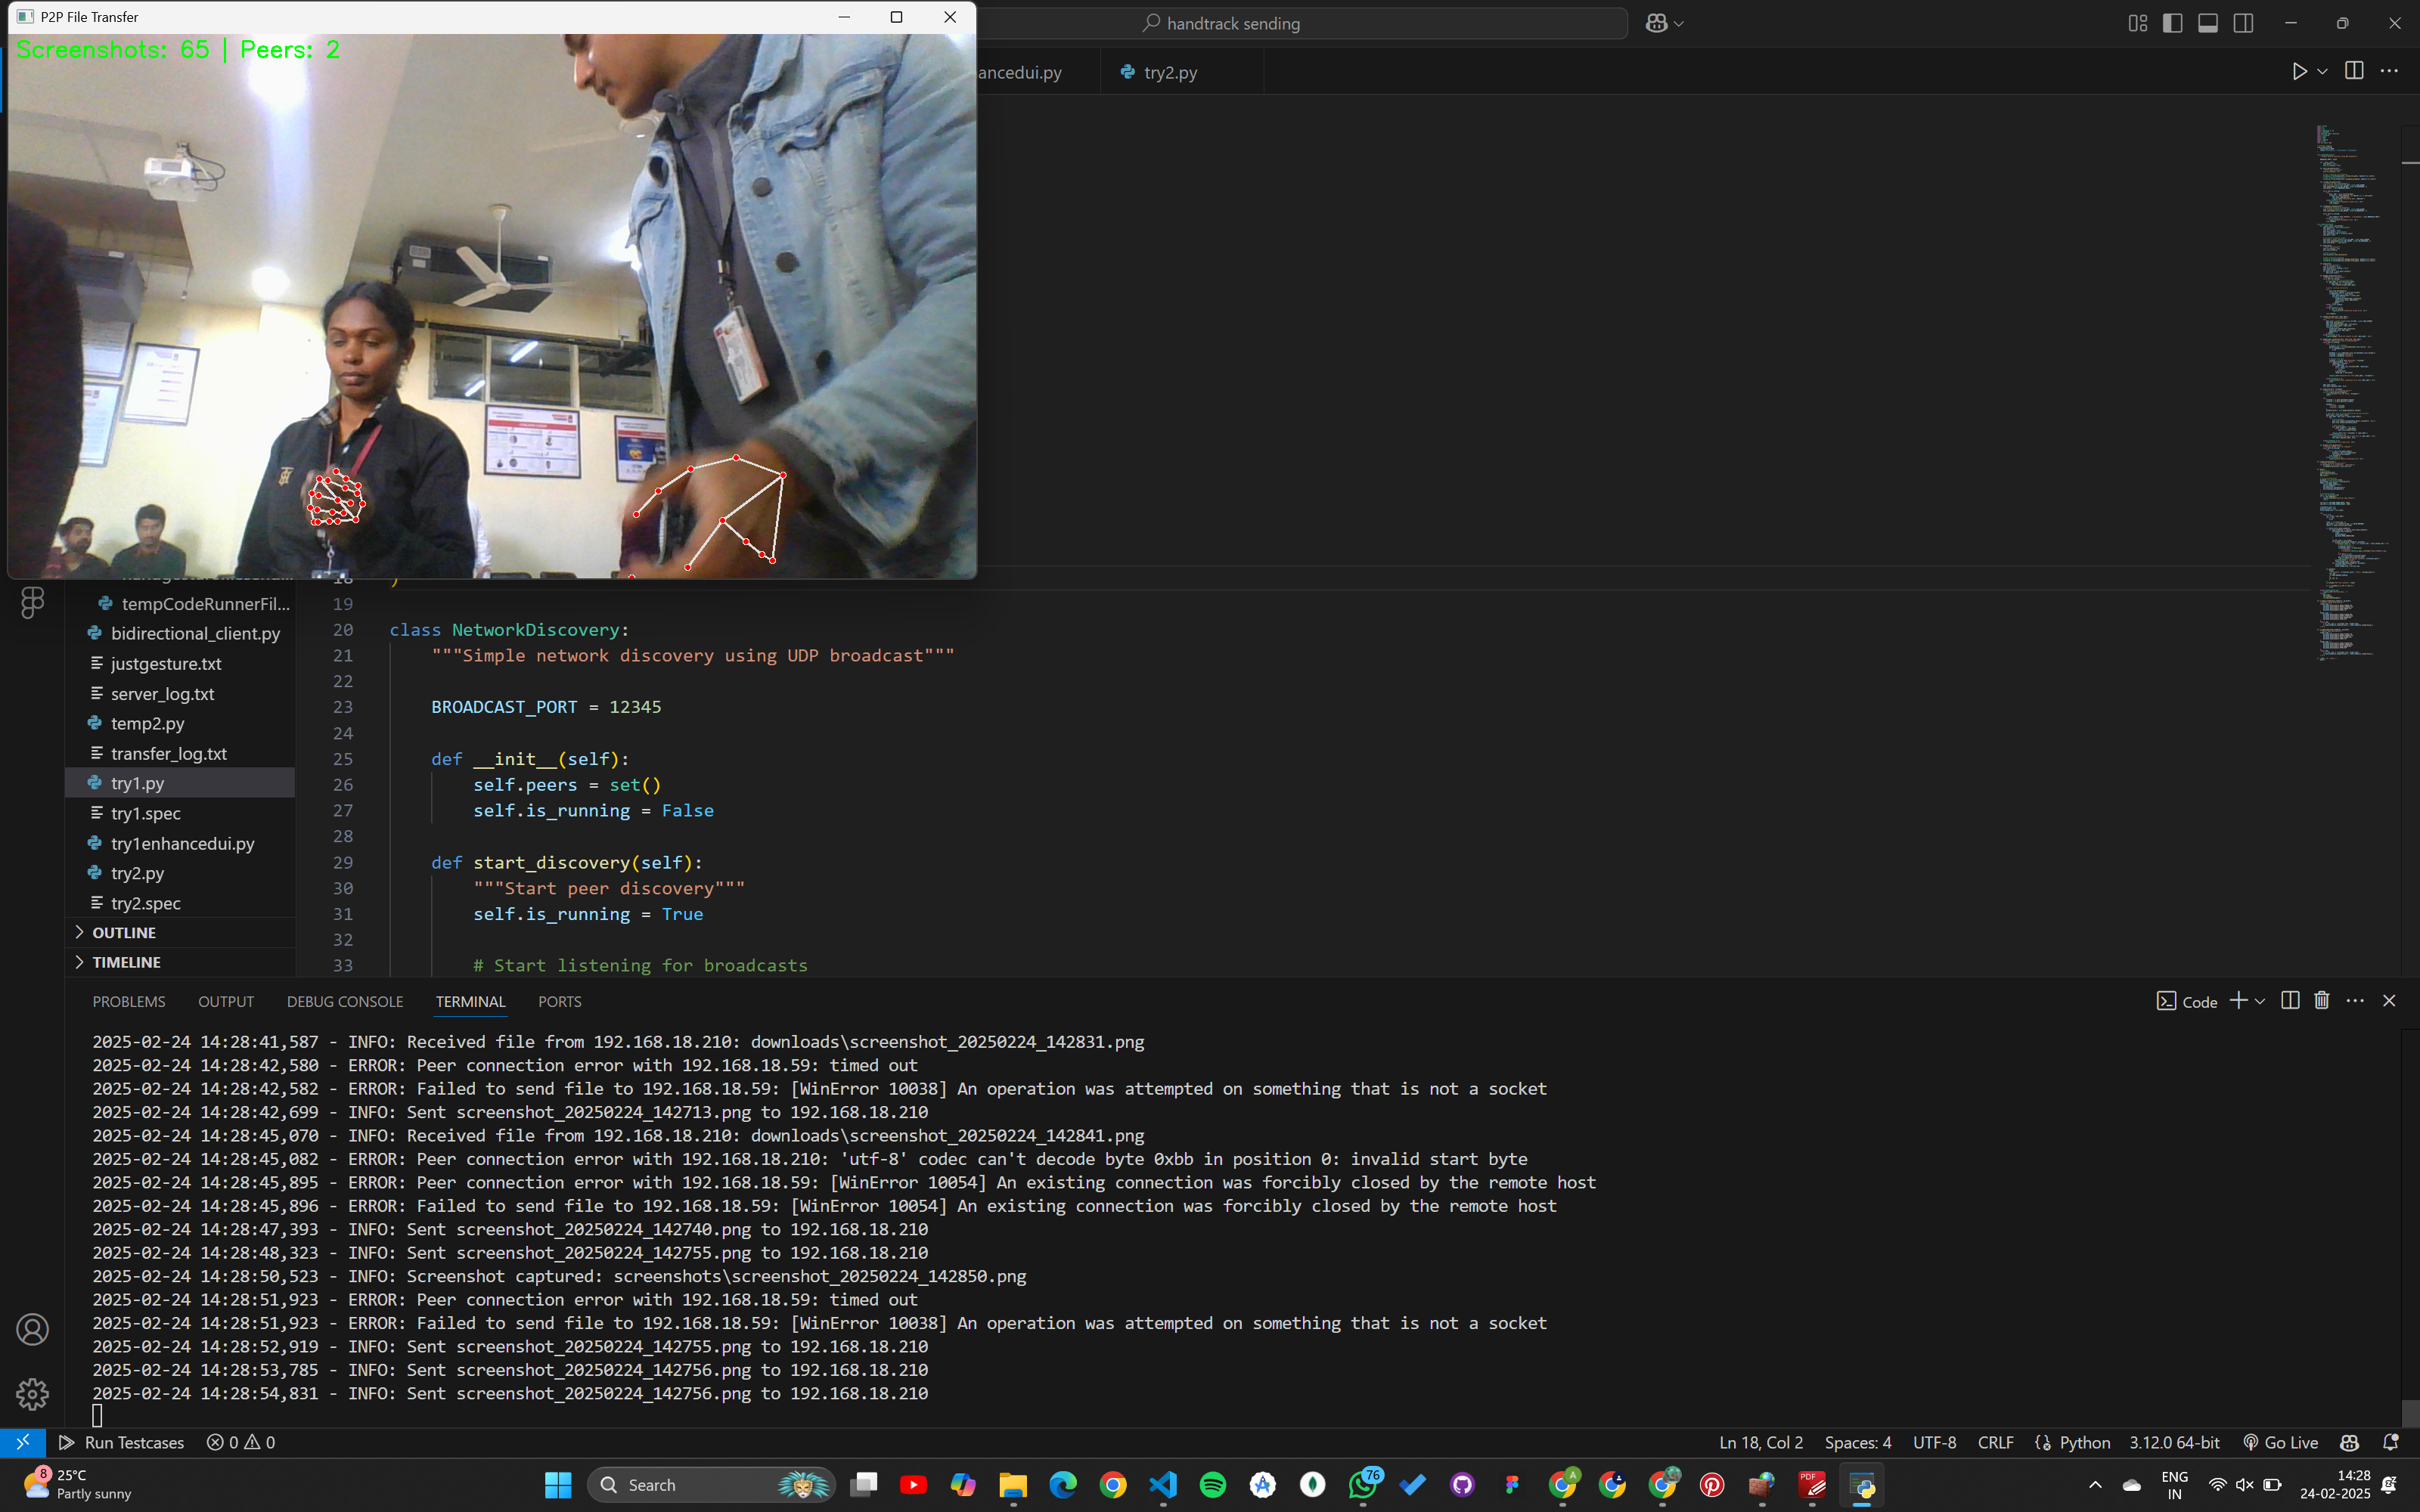 P2P File Transfer
Screenshots: 65 | Peers: 2
handtrack sending
ancedui.py
try2.py
18 )
tempCodeRunnerFil...
bidirectional_client.py
justgesture.txt
server_log.txt
temp2.py
transfer_log.txt
try1.py
try1.spec
try1enhancedui.py
try2.py
try2.spec
OUTLINE
TIMELINE
19
20 class NetworkDiscovery:
21 """Simple network discovery using UDP broadcast"""
22
23 BROADCAST_PORT = 12345
24
25 def __init__(self):
26 self.peers = set()
27 self.is_running = False
28
29 def start_discovery(self):
30 """Start peer discovery"""
31 self.is_running = True
32
33 # Start listening for broadcasts
PROBLEMS OUTPUT DEBUG CONSOLE TERMINAL PORTS
Code
2025-02-24 14:28:41,587 - INFO: Received file from 192.168.18.210: downloads\screenshot_20250224_142831.png
2025-02-24 14:28:42,580 - ERROR: Peer connection error with 192.168.18.59: timed out
2025-02-24 14:28:42,582 - ERROR: Failed to send file to 192.168.18.59: [WinError 10038] An operation was attempted on something that is not a socket
2025-02-24 14:28:42,699 - INFO: Sent screenshot_20250224_142713.png to 192.168.18.210
2025-02-24 14:28:45,070 - INFO: Received file from 192.168.18.210: downloads\screenshot_20250224_142841.png
2025-02-24 14:28:45,082 - ERROR: Peer connection error with 192.168.18.210: 'utf-8' codec can't decode byte 0xbb in position 0: invalid start byte
2025-02-24 14:28:45,895 - ERROR: Peer connection error with 192.168.18.59: [WinError 10054] An existing connection was forcibly closed by the remote host
2025-02-24 14:28:45,896 - ERROR: Failed to send file to 192.168.18.59: [WinError 10054] An existing connection was forcibly closed by the remote host
2025-02-24 14:28:47,393 - INFO: Sent screenshot_20250224_142740.png to 192.168.18.210
2025-02-24 14:28:48,323 - INFO: Sent screenshot_20250224_142755.png to 192.168.18.210
2025-02-24 14:28:50,523 - INFO: Screenshot captured: screenshots\screenshot_20250224_142850.png
2025-02-24 14:28:51,923 - ERROR: Peer connection error with 192.168.18.59: timed out
2025-02-24 14:28:51,923 - ERROR: Failed to send file to 192.168.18.59: [WinError 10038] An operation was attempted on something that is not a socket
2025-02-24 14:28:52,919 - INFO: Sent screenshot_20250224_142755.png to 192.168.18.210
2025-02-24 14:28:53,785 - INFO: Sent screenshot_20250224_142756.png to 192.168.18.210
2025-02-24 14:28:54,831 - INFO: Sent screenshot_20250224_142756.png to 192.168.18.210
Run Testcases 0 0
Ln 18, Col 2 Spaces: 4 UTF-8 CRLF Python 3.12.0 64-bit Go Live
8
25°C
Partly sunny
Search
76
A
PDF
ENG
IN
14:28
24-02-2025